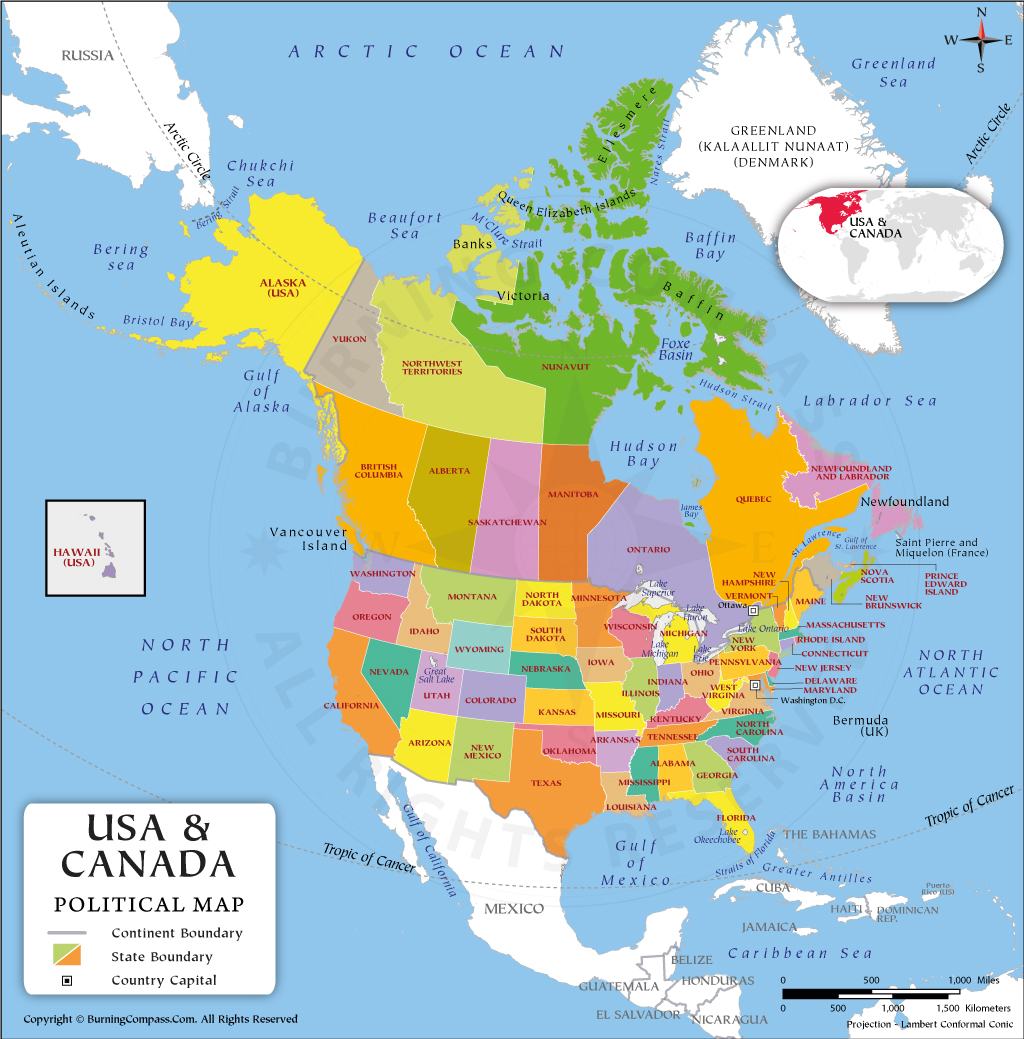 ARCTIC OCEAN
RUSSIA
Greenland
Sea
N
W
E
S
Arctic Circle
Arctic Circle
Chukchi
Sea
Bering Strait
Beaufort
Sea
Ellesmere
Nares Strait
Queen Elizabeth Islands
M'Clure Strait
Banks
Victoria
GREENLAND
(KALAALLIT NUNAAT)
(DENMARK)
USA &
CANADA
Baffin
Bay
Baffin
Foxe
Basin
Hudson Strait
Labrador Sea
Aleutian Islands
Bering
sea
Bristol Bay
ALASKA
(USA)
Gulf
of
Alaska
YUKON
NORTHWEST
TERRITORIES
NUNAVUT
BRITISH
COLUMBIA
ALBERTA
SASKATCHEWAN
MANITOBA
Hudson
Bay
James
Bay
ONTARIO
QUEBEC
NEWFOUNDLAND
AND LABRADOR
Newfoundland
St. Lawrence
Gulf of
St. Lawrence
Saint Pierre and
Miquelon (France)
NOVA
SCOTIA
PRINCE
EDWARD
ISLAND
NEW
BRUNSWICK
Vancouver
Island
HAWAII
(USA)
WASHINGTON
OREGON
IDAHO
MONTANA
NORTH
DAKOTA
SOUTH
DAKOTA
MINNESOTA
WISCONSIN
Lake
Superior
Lake
Huron
Lake
Michigan
MICHIGAN
Lake
Erie
Lake Ontario
Ottawa
NEW
HAMPSHIRE
VERMONT
MAINE
MASSACHUSETTS
RHODE ISLAND
CONNECTICUT
NEW
YORK
PENNSYLVANIA
NEW JERSEY
DELAWARE
MARYLAND
Washington D.C.
WYOMING
NEBRASKA
IOWA
ILLINOIS
INDIANA
OHIO
WEST
VIRGINIA
VIRGINIA
NEVADA
Great
Salt Lake
UTAH
COLORADO
KANSAS
MISSOURI
KENTUCKY
NORTH
CAROLINA
CALIFORNIA
ARIZONA
NEW
MEXICO
OKLAHOMA
ARKANSAS
TENNESSEE
SOUTH
CAROLINA
TEXAS
LOUISIANA
MISSISSIPPI
ALABAMA
GEORGIA
FLORIDA
Lake
Okeechobee
NORTH
PACIFIC
OCEAN
NORTH
ATLANTIC
OCEAN
Bermuda
(UK)
North
America
Basin
Tropic of Cancer
Tropic of Cancer
Gulf of California
Gulf
of
Mexico
Straits of Florida
THE BAHAMAS
Greater Antilles
CUBA
Puerto
Rico (US)
HAITI
DOMINICAN
REP.
JAMAICA
Caribbean Sea
MEXICO
BELIZE
GUATEMALA
HONDURAS
EL SALVADOR
NICARAGUA
USA &
CANADA
POLITICAL MAP
Continent Boundary
State Boundary
Country Capital
0 500 1,000 Miles
0 500 1,000 1,500 Kilometers
Projection - Lambert Conformal Conic
Copyright © BurningCompass.Com. All Rights Reserved